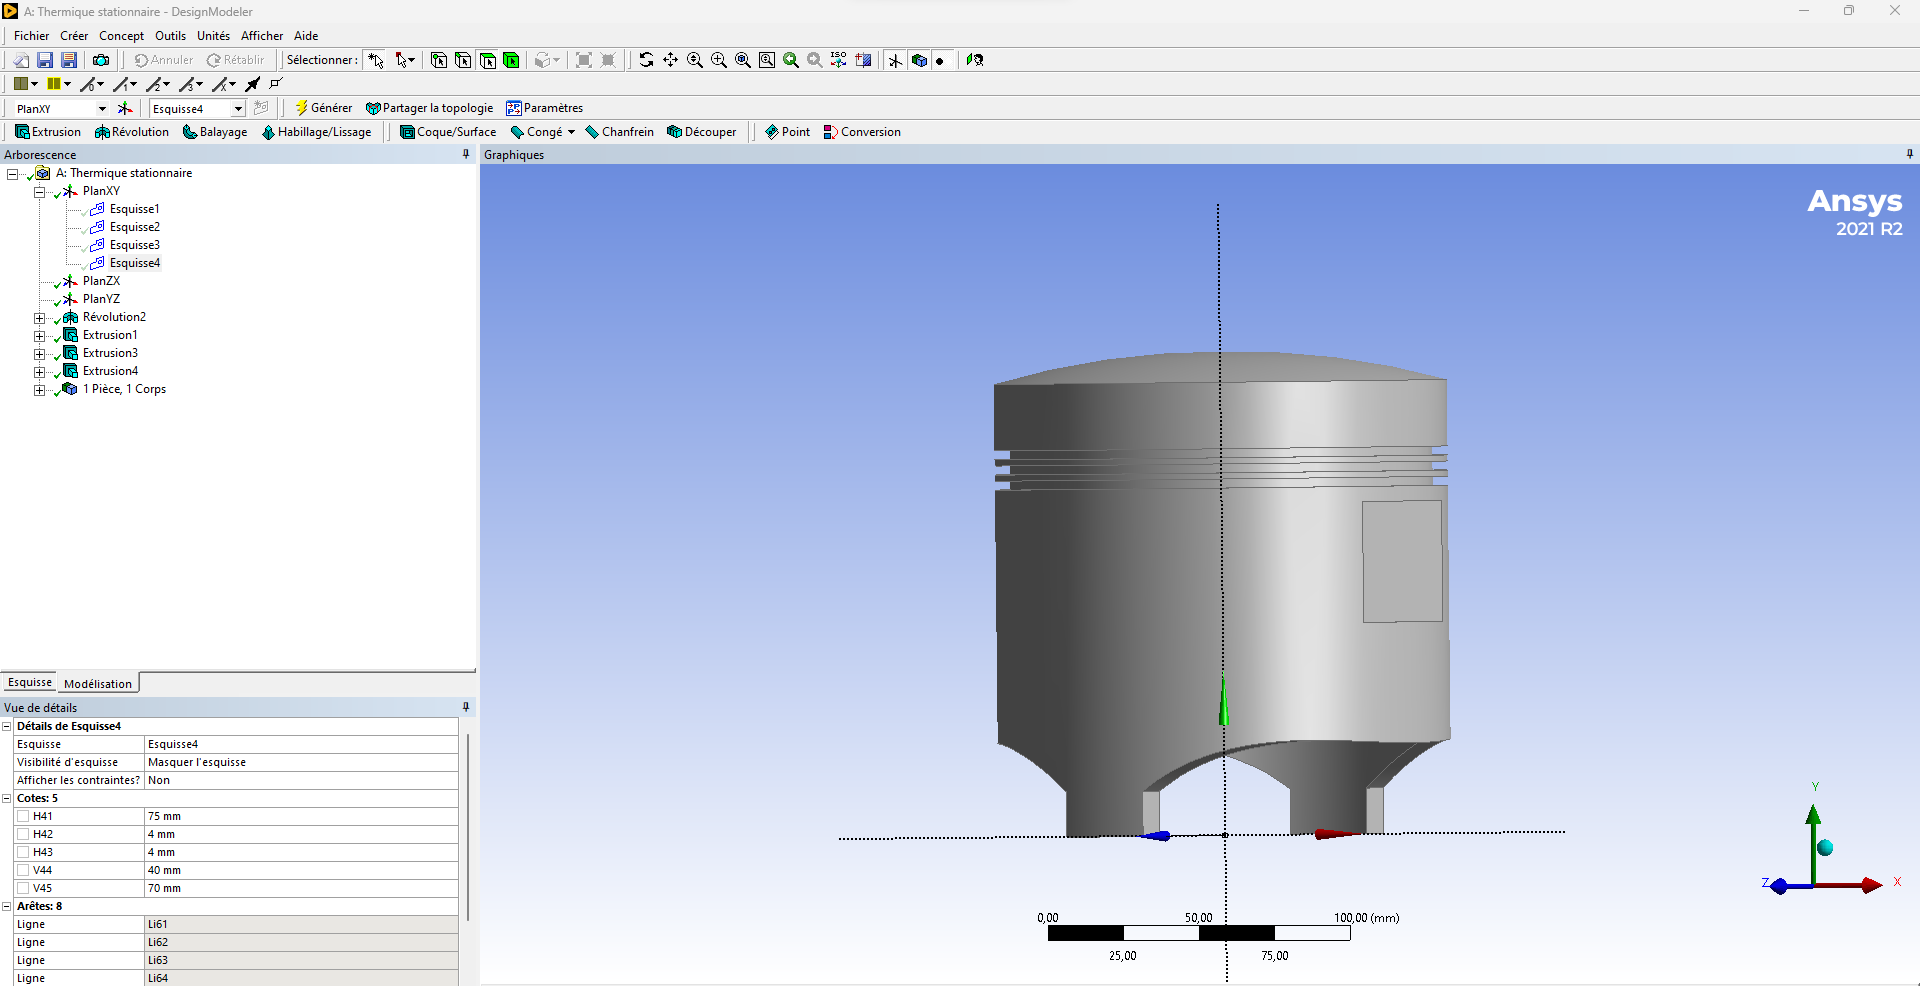 A: Thermique stationnaire - DesignModeler
Fichier Créer Concept Outils Unités Afficher Aide
Annuler Rétablir Sélectionner: ISO
PlanXY Esquisse4 Générer Partager la topologie Paramètres
Extrusion Révolution Balayage Habillage/Lissage Coque/Surface Congé Chanfrein Découper Point Conversion
Arborescence
Graphiques
A: Thermique stationnaire
PlanXY
Esquisse1
Esquisse2
Esquisse3
Esquisse4
PlanZX
PlanYZ
Révolution2
Extrusion1
Extrusion3
Extrusion4
1 Pièce, 1 Corps
Ansys
2021 R2
Esquisse Modélisation
Vue de détails
Détails de Esquisse4
Esquisse Esquisse4
Visibilité d'esquisse Masquer l'esquisse
Afficher les contraintes? Non
Cotes: 5
H41 75 mm
H42 4 mm
H43 4 mm
V44 40 mm
V45 70 mm
Arêtes: 8
Ligne Li61
Ligne Li62
Ligne Li63
Ligne Li64
0,00 50,00 100,00 (mm)
25,00 75,00
Y
Z X